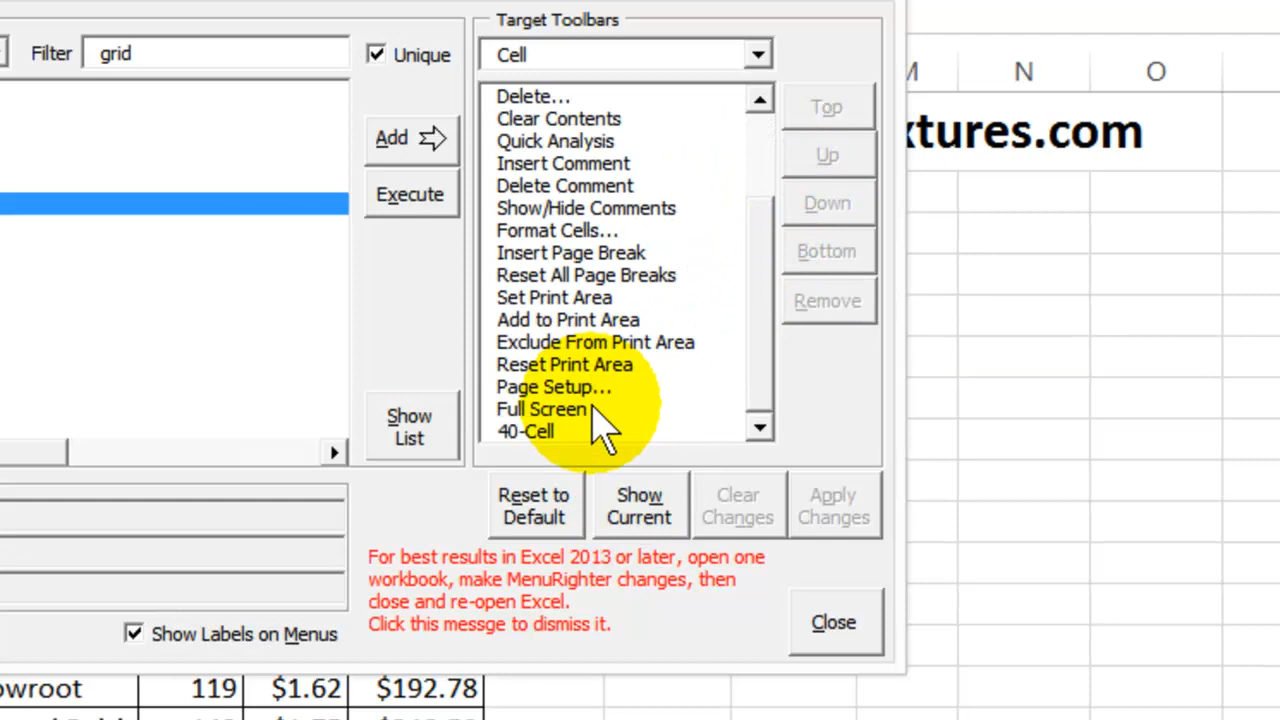 Target Toolbars
Filter grid Unique
Cell
Delete...
Clear Contents
Quick Analysis
Insert Comment
Delete Comment
Show/Hide Comments
Format Cells...
Insert Page Break
Reset All Page Breaks
Set Print Area
Add to Print Area
Exclude From Print Area
Reset Print Area
Page Setup...
Full Screen
40-Cell
Add
Execute
Show
List
Top
Up
Down
Bottom
Remove
Reset to
Default
Show
Current
Clear
Changes
Apply
Changes
For best results in Excel 2013 or later, open one
workbook, make MenuRighter changes, then
close and re-open Excel.
Click this messge to dismiss it.
Show Labels on Menus
Close
N O
xtures.com
owroot 119 $1.62 $192.78